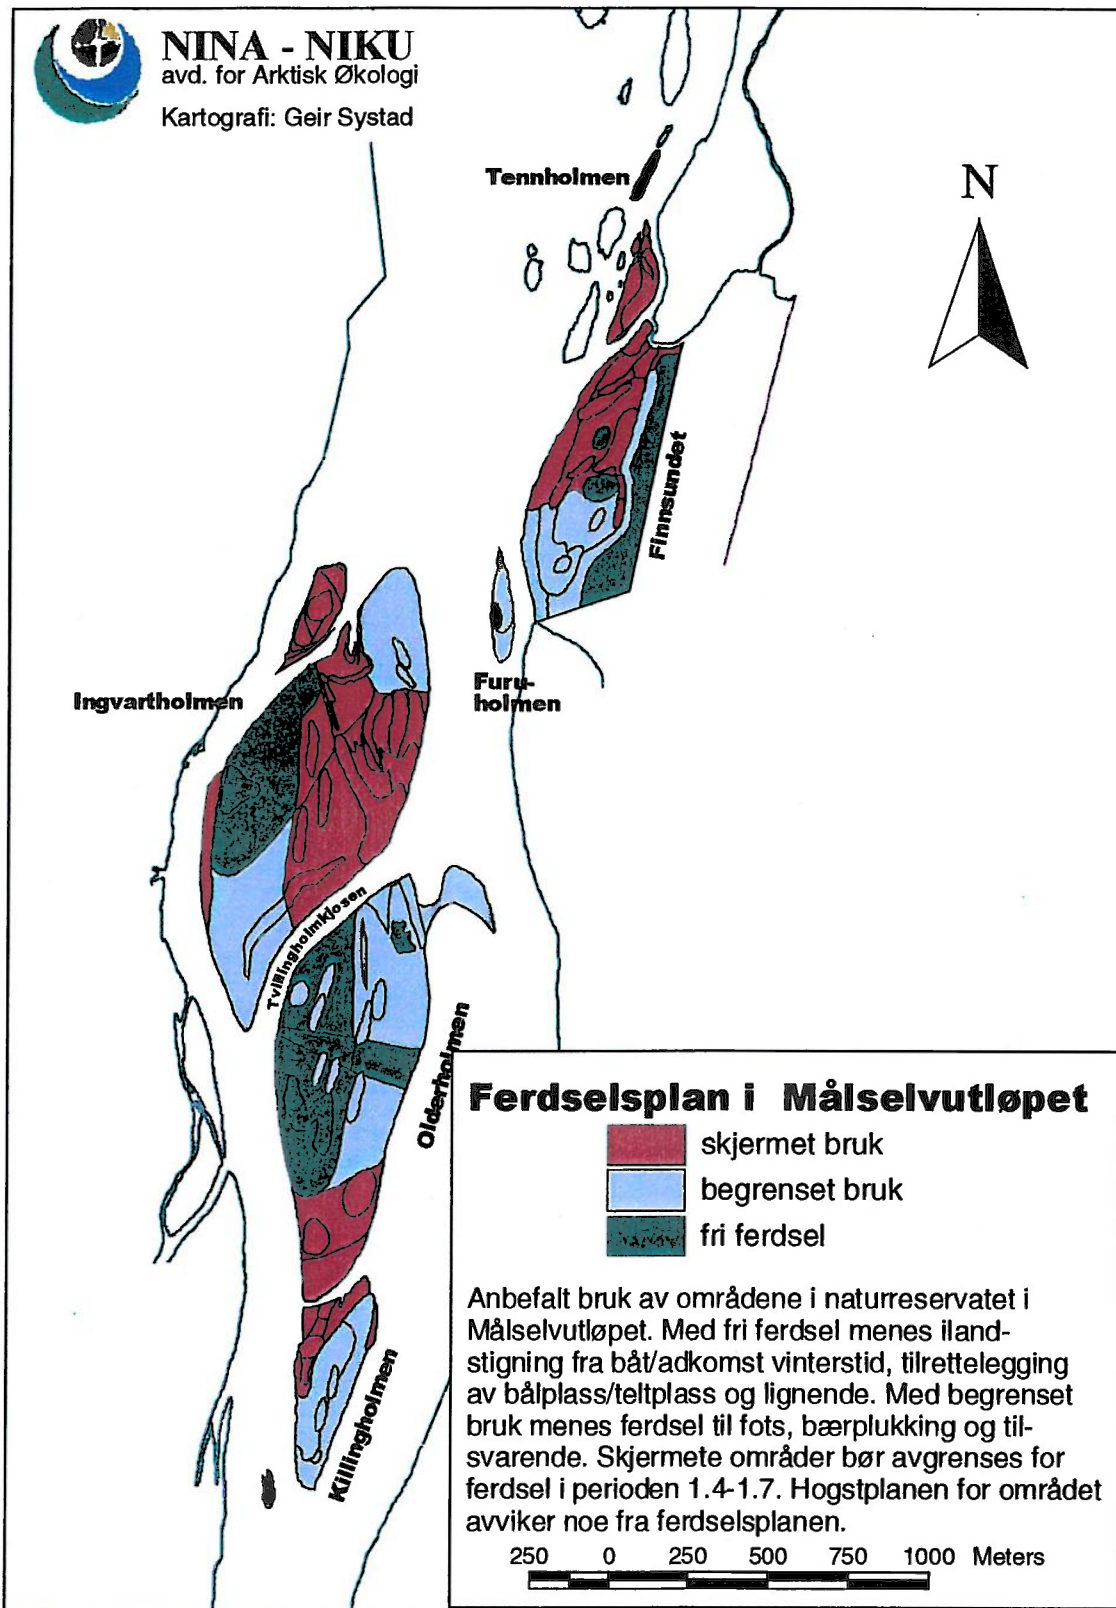 NINA - NIKU
avd. for Arktisk Økologi
Kartografi: Geir Systad
Tennholmen
N
Finnsundet
Ingvartholmen
Furu-
holmen
Tvillingholmkjosen
Olderholmen
Killingholmen
Ferdselsplan i Målselvutløpet
skjermet bruk
begrenset bruk
fri ferdsel
Anbefalt bruk av områdene i naturreservatet i
Målselvutløpet. Med fri ferdsel menes iland-
stigning fra båt/adkomst vinterstid, tilrettelegging
av bålplass/teltplass og lignende. Med begrenset
bruk menes ferdsel til fots, bærplukking og til-
svarende. Skjermete områder bør avgrenses for
ferdsel i perioden 1.4-1.7. Hogstplanen for området
avviker noe fra ferdselsplanen.
250 0 250 500 750 1000 Meters